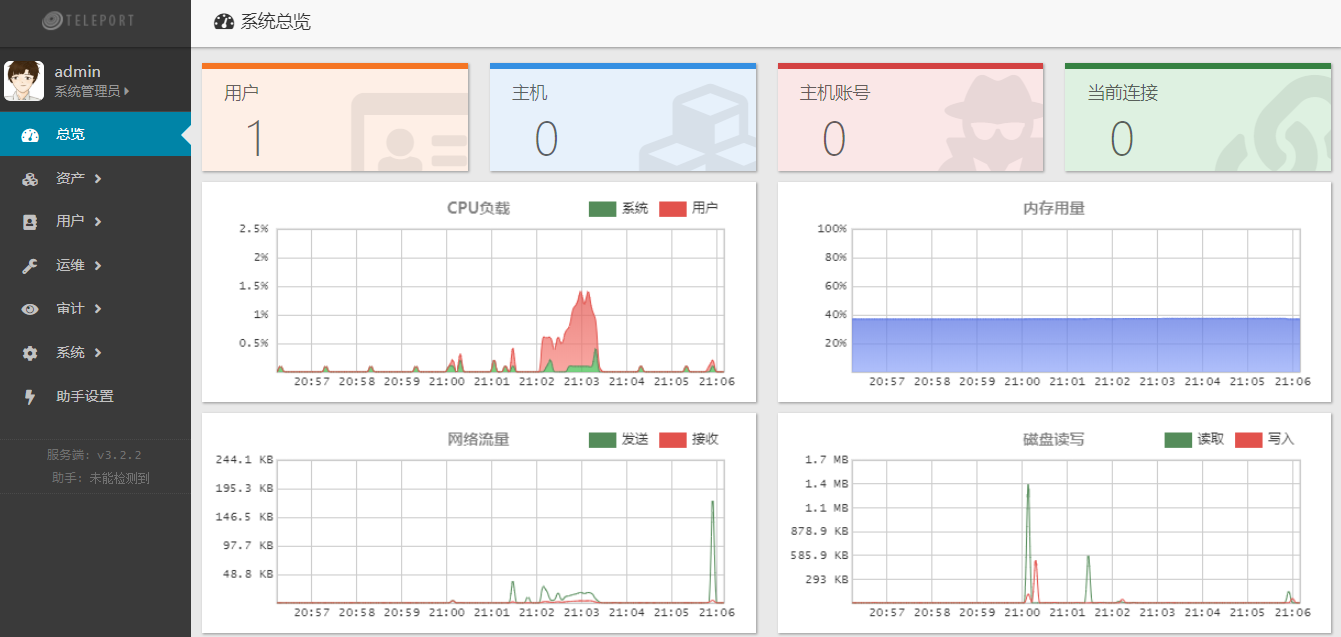 TELEPORT
系统总览
admin
系统管理员
总览
资产
用户
运维
审计
系统
助手设置
服务端: v3.2.2
助手: 未能检测到
用户
1
主机
0
主机账号
0
当前连接
0
CPU负载
系统 用户
2.5%
2%
1.5%
1%
0.5%
20:57 20:58 20:59 21:00 21:01 21:02 21:03 21:04 21:05 21:06
内存用量
100%
80%
60%
40%
20%
20:57 20:58 20:59 21:00 21:01 21:02 21:03 21:04 21:05 21:06
网络流量
发送 接收
244.1 KB
195.3 KB
146.5 KB
97.7 KB
48.8 KB
20:57 20:58 20:59 21:00 21:01 21:02 21:03 21:04 21:05 21:06
磁盘读写
读取 写入
1.7 MB
1.4 MB
1.1 MB
878.9 KB
585.9 KB
293 KB
20:57 20:58 20:59 21:00 21:01 21:02 21:03 21:04 21:05 21:06